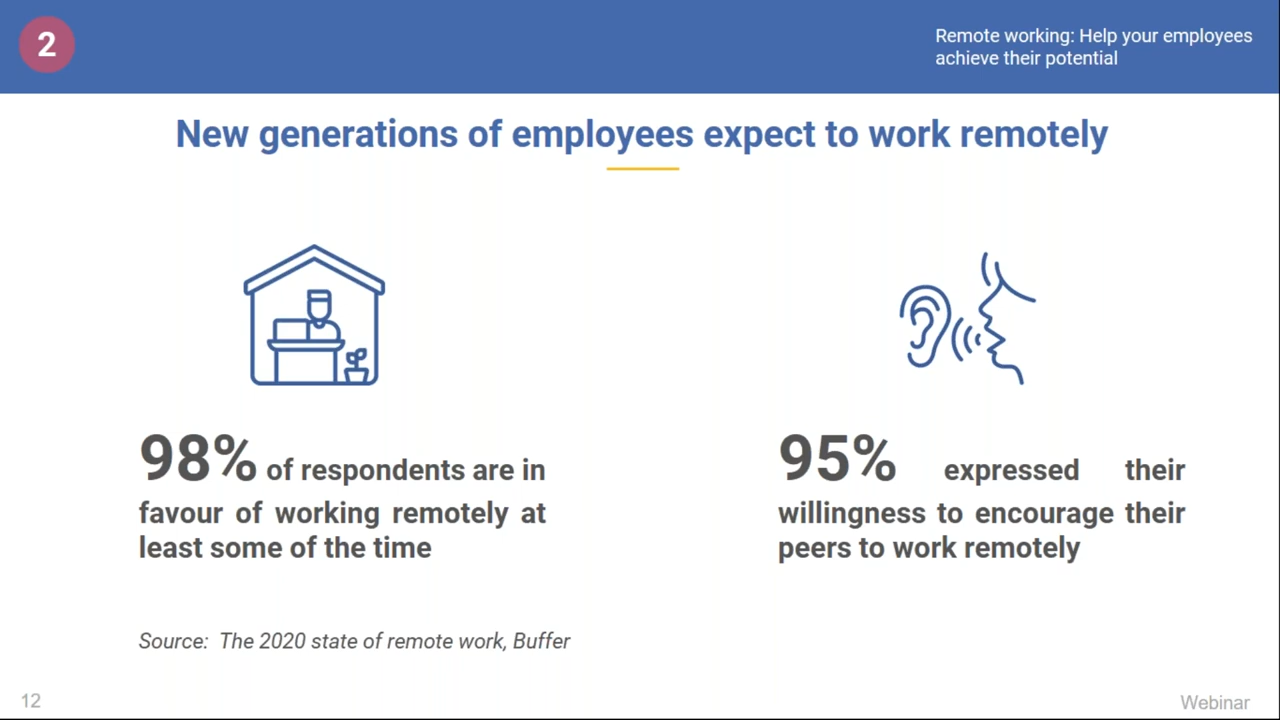 2
Remote working: Help your employees
achieve their potential
New generations of employees expect to work remotely
98% of respondents are in
favour of working remotely at
least some of the time
95% expressed their
willingness to encourage their
peers to work remotely
Source: The 2020 state of remote work, Buffer
12
Webinar